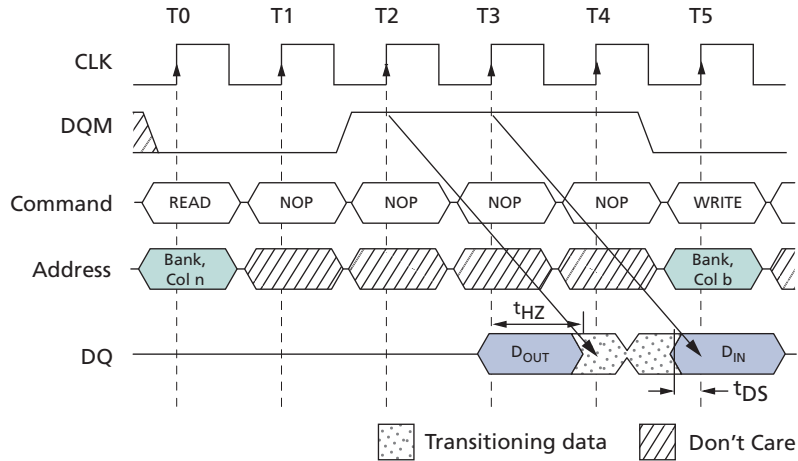 T0 T1 T2 T3 T4 T5
CLK
DQM
Command READ NOP NOP NOP NOP WRITE
Address Bank, Col n Bank, Col b
tHZ
DQ DOUT DIN
tDS
Transitioning data Don't Care